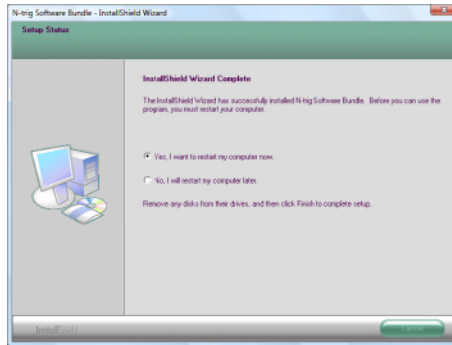 N-trig Software Bundle - InstallShield Wizard
Setup Status
InstallShield Wizard Complete
The InstallShield Wizard has successfully installed N-trig Software Bundle. Before you can use the
program, you must restart your computer.
Yes, I want to restart my computer now.
No, I will restart my computer later.
Remove any disks from their drives, and then click Finish to complete setup.
InstallShield